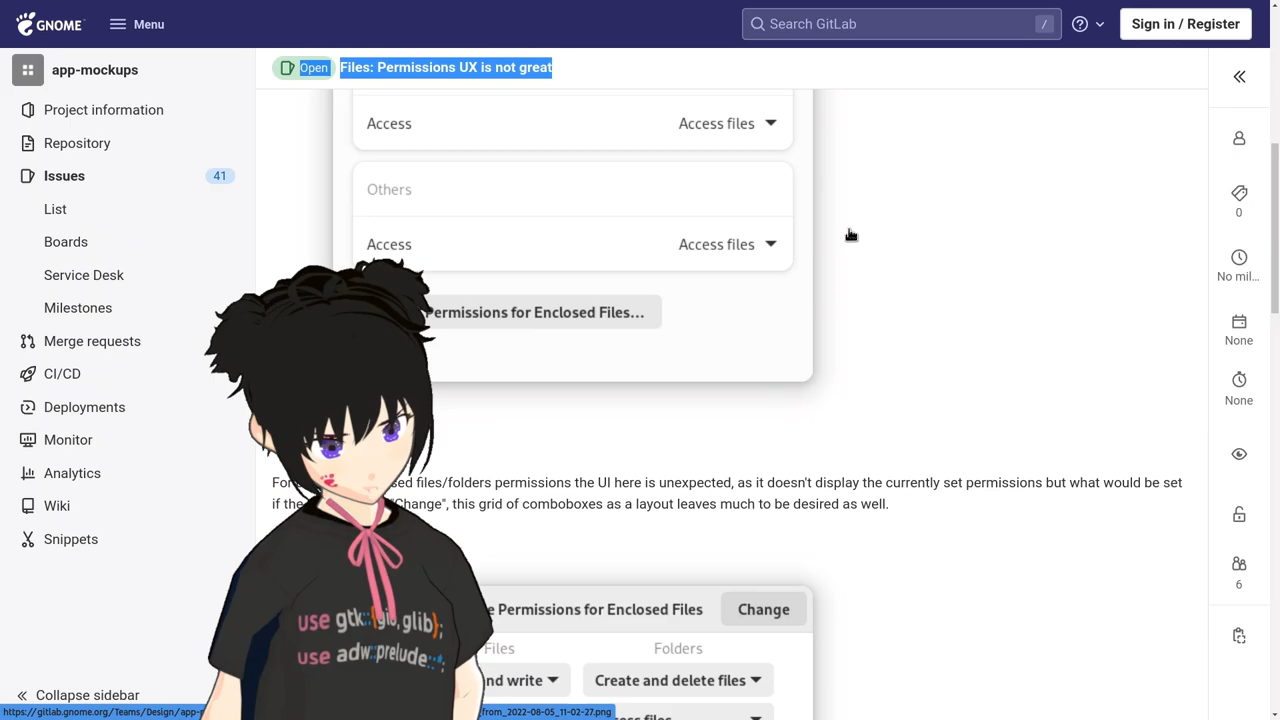 GNOME
Menu
Search GitLab
/
Sign in / Register
app-mockups
Project information
Repository
Issues
41
List
Boards
Service Desk
Milestones
Merge requests
CI/CD
Deployments
Monitor
Analytics
Wiki
Snippets
Collapse sidebar
Open
Files: Permissions UX is not great
Access
Access files
Others
Access
Access files
Permissions for Enclosed Files...
For sed files/folders permissions the UI here is unexpected, as it doesn't display the currently set permissions but what would be set
if the "Change", this grid of comboboxes as a layout leaves much to be desired as well.
Permissions for Enclosed Files
Change
Files
Folders
nd write
Create and delete files
use gtk::{gio, glib};
use adw::prelude::*;
0
No mil...
None
None
6
https://gitlab.gnome.org/Teams/Design/app- from_2022-08-05_11-02-27.png